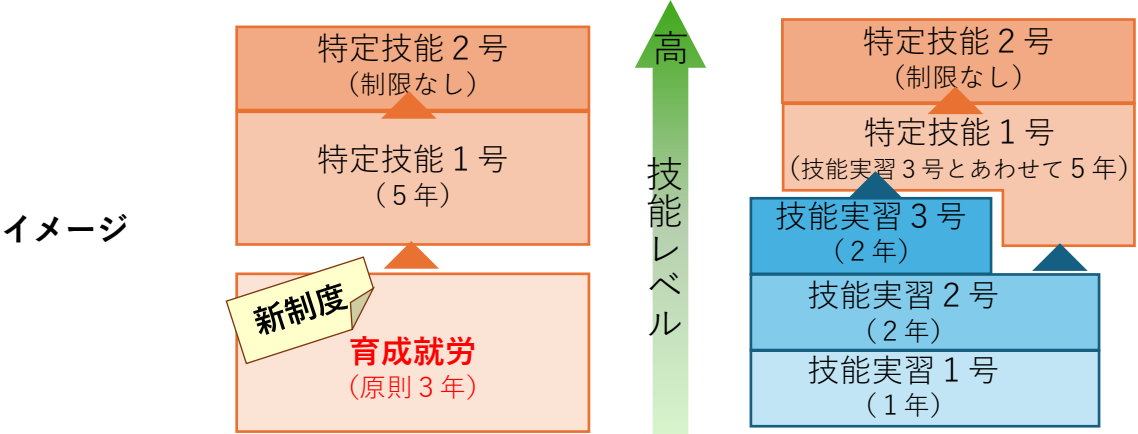 イメージ
特定技能２号
（制限なし）
特定技能１号
（５年）
新制度
育成就労
（原則３年）
高
技能レベル
特定技能２号
（制限なし）
特定技能１号
（技能実習３号とあわせて５年）
技能実習３号
（２年）
技能実習２号
（２年）
技能実習１号
（１年）